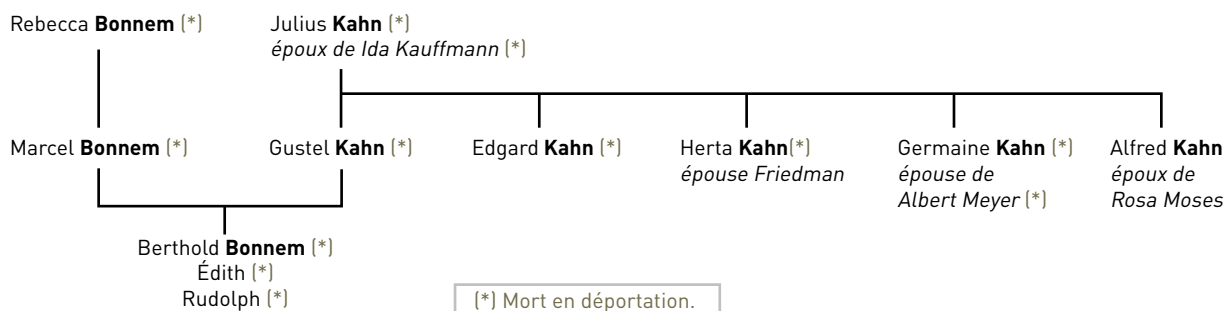 Rebecca Bonnem (*)
Julius Kahn (*)
époux de Ida Kauffmann (*)
Marcel Bonnem (*)
Gustel Kahn (*)
Edgard Kahn (*)
Herta Kahn(*)
épouse Friedman
Germaine Kahn (*)
épouse de
Albert Meyer (*)
Alfred Kahn
époux de
Rosa Moses
Berthold Bonnem (*)
Édith (*)
Rudolph (*)
(*) Mort en déportation.